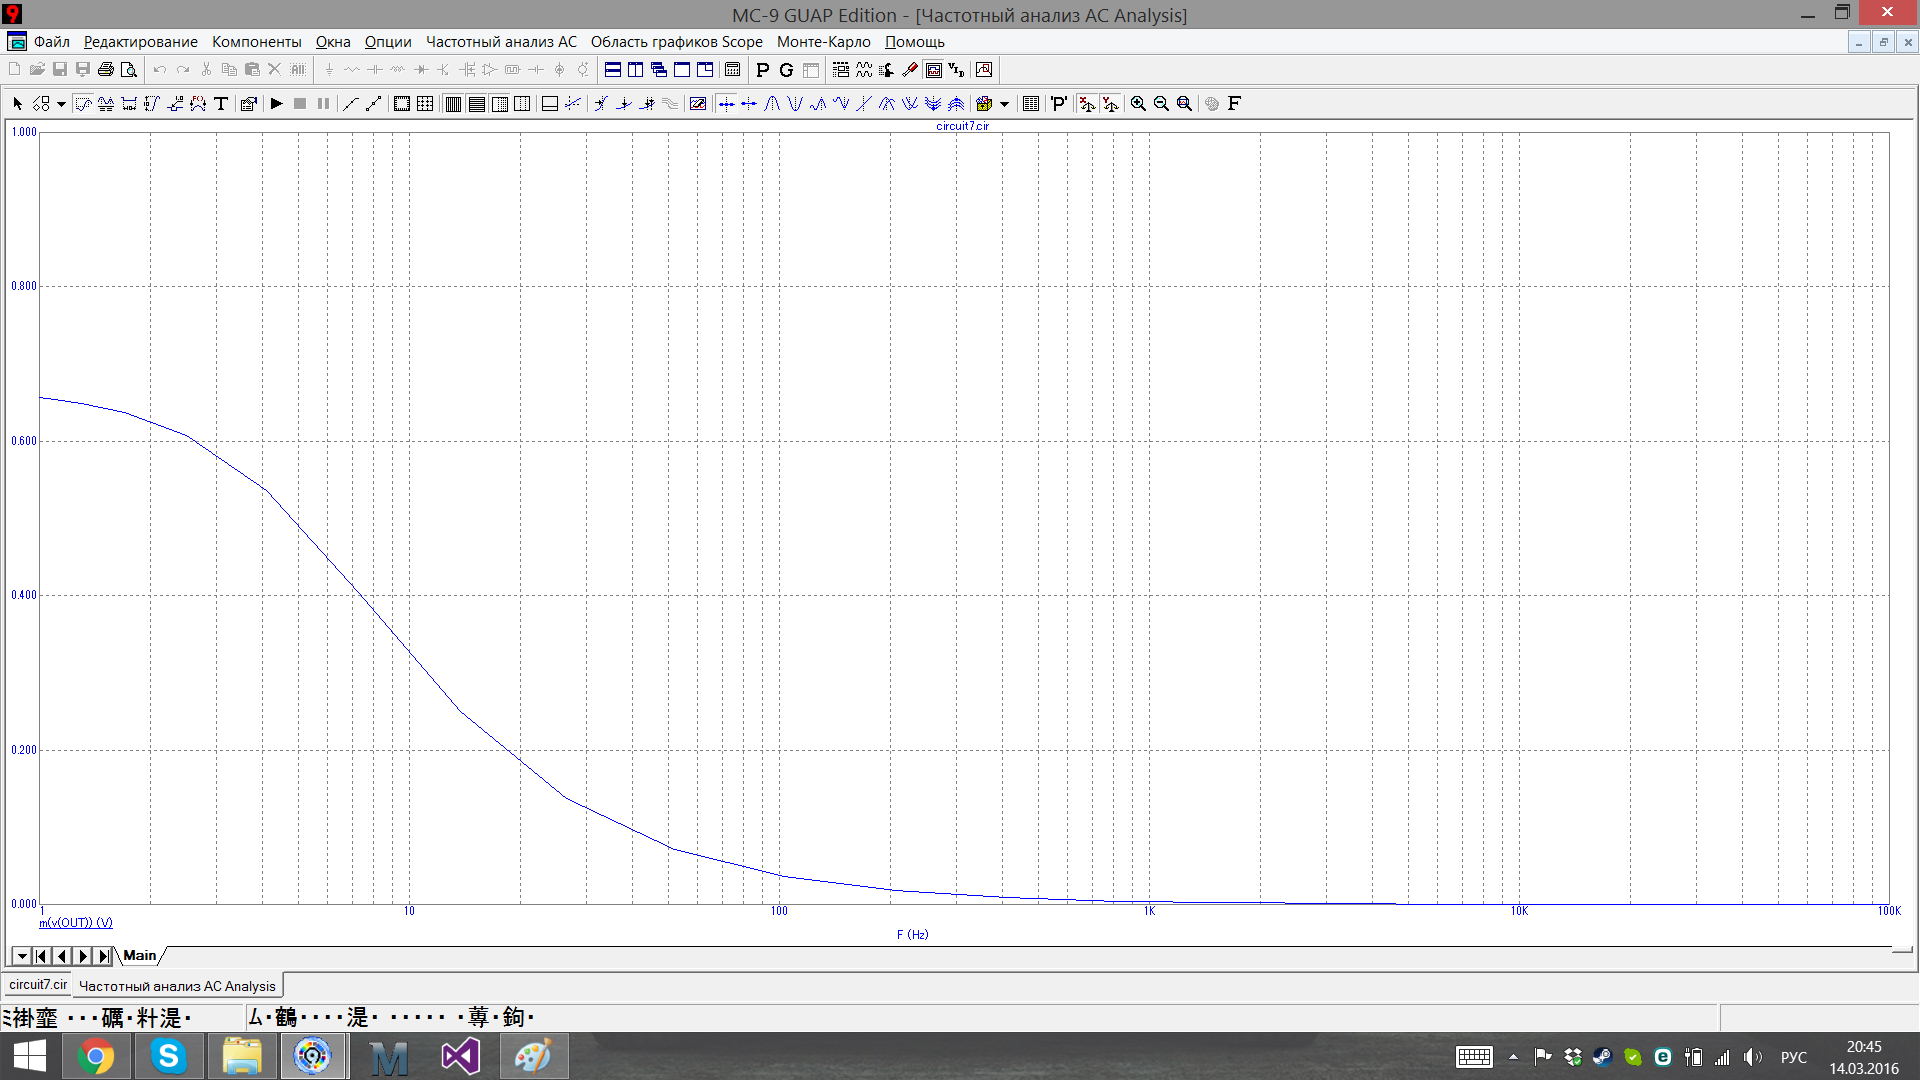 MC-9 GUAP Edition - [Частотный анализ AC Analysis]
Файл Редактирование Компоненты Окна Опции Частотный анализ AC Область графиков Scope Монте-Карло Помощь
P G
T 'P' F
circuit7.cir
1.000
0.800
0.600
0.400
0.200
0.000
1 10 100 1K 10K 100K
m(v(OUT)) (V)
F (Hz)
Main
circuit7.cir Частотный анализ AC Analysis
РУС
20:45
14.03.2016